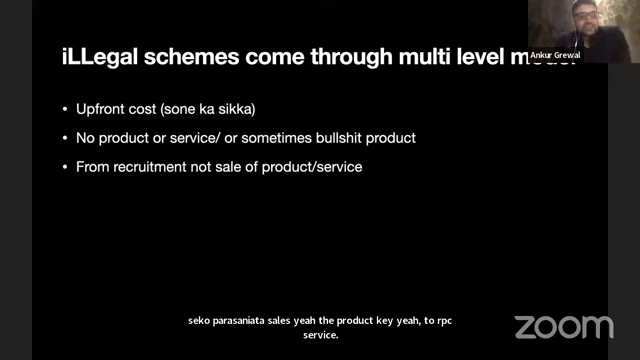 Ankur Grewal
iLLegal schemes come through multi level
• Upfront cost (sone ka sikka)
• No product or service/ or sometimes bullshit product
• From recruitment not sale of product/service
seko parasaniata sales yeah the product key yeah, to rpc
service.
zoom